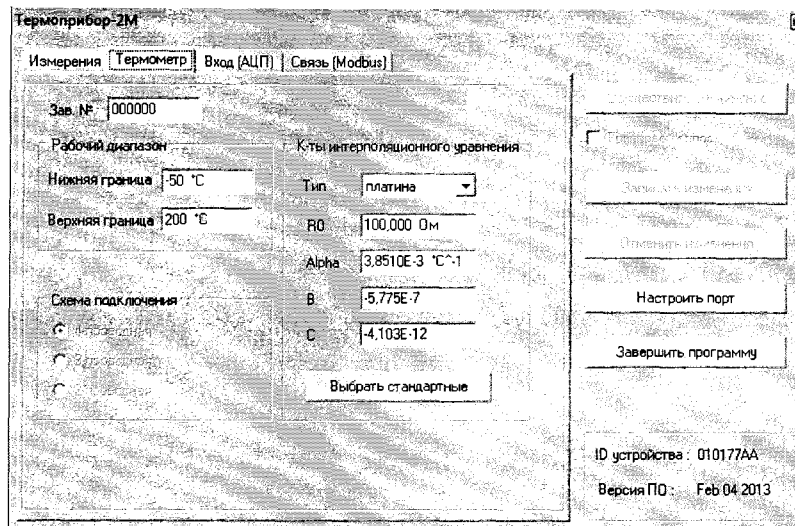 Термоприбор-2М
Измерения Термометр Вход (АЦП) Связь (Modbus)
Зав. № 000000
Рабочий диапазон
Нижняя граница -50 °C
Верхняя граница 200 °C
Схема подключения
К-ты интерполяционного уравнения
Тип платина
R0 100,000 Ом
Alpha 3,8510E-3 °C^-1
B -5,775E-7
C -4,103E-12
Выбрать стандартные
Настроить порт
Завершить программу
ID устройства : 010177AA
Версия ПО : Feb 04 2013